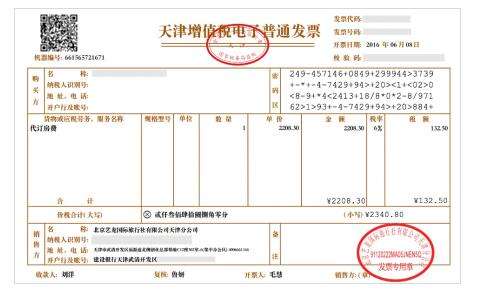 天津增值税电子普通发票
天 津
发票代码:
发票号码:
开票日期: 2016 年 06 月 08 日
校 验 码:
机器编号: 661565721671
购买方
名 称:
纳税人识别号:
地 址、电 话:
开户行及账号:
密码区
249-457146+0849+299944>3739
+-*+-4-7429+94>+20><1+<02>0
<8-9+*4<2413+18/8*0*2-8/971
62>1>93+-4-7429+94>+20>884+
货物或应税劳务、服务名称 规格型号 单位 数 量 单 价 金 额 税率 税 额
代订房费 1 2208.30 2208.30 6% 132.50
合 计 ¥2208.30 ¥132.50
价税合计(大写) ⊗ 贰仟叁佰肆拾圆捌角零分 (小写) ¥2340.80
销售方
名 称: 北京艺龙国际旅行社有限公司天津分公司
纳税人识别号:
地 址、电 话:
开户行及账号: 建设银行天津武清开发区
备注
911202222MA05JNEN5Q
发票专用章
收款人: 刘洋 复核: 鲁妍 开票人: 毛慧 销售方: (章)